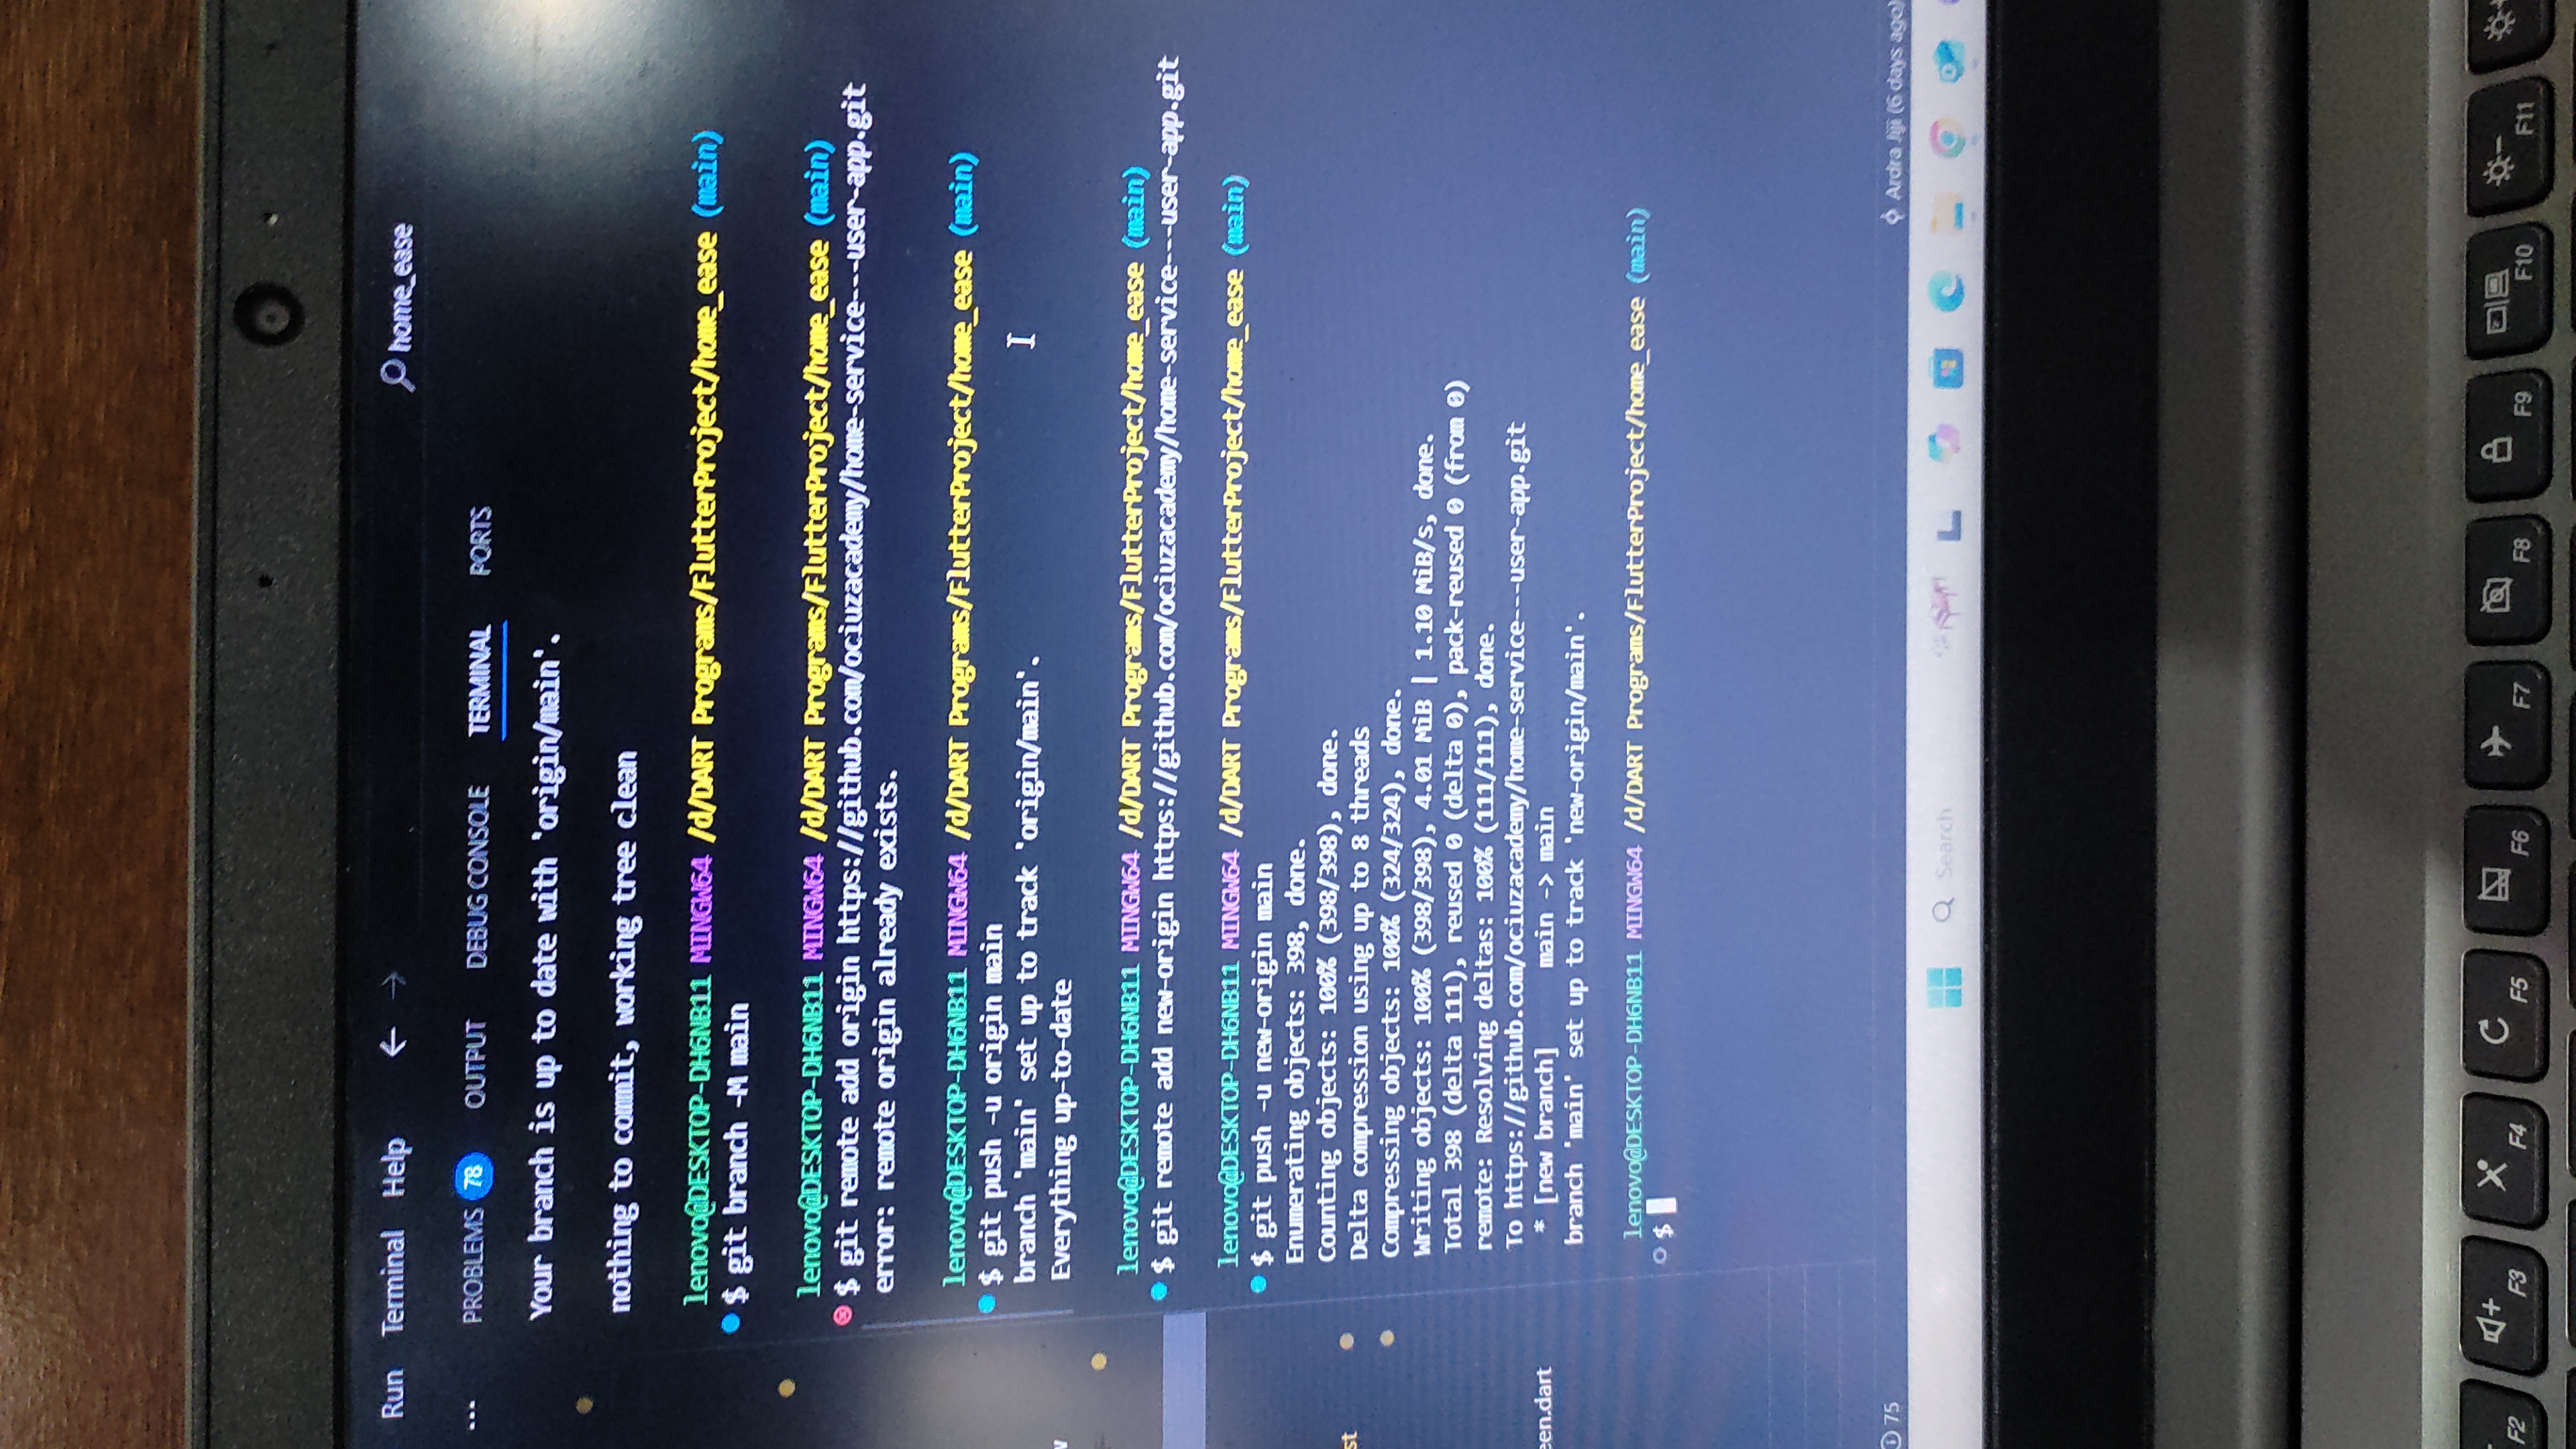 Run Terminal Help ← → home_ease
... PROBLEMS 78 OUTPUT DEBUG CONSOLE TERMINAL PORTS
Your branch is up to date with 'origin/main'.
nothing to commit, working tree clean
lenovo@DESKTOP-DH6NB11 MINGW64 /d/DART Programs/FlutterProject/home_ease (main)
$ git branch -M main
lenovo@DESKTOP-DH6NB11 MINGW64 /d/DART Programs/FlutterProject/home_ease (main)
$ git remote add origin https://github.com/ociuzacademy/home-service---user-app.git
error: remote origin already exists.
lenovo@DESKTOP-DH6NB11 MINGW64 /d/DART Programs/FlutterProject/home_ease (main)
$ git push -u origin main
branch 'main' set up to track 'origin/main'.
Everything up-to-date
lenovo@DESKTOP-DH6NB11 MINGW64 /d/DART Programs/FlutterProject/home_ease (main)
$ git remote add new-origin https://github.com/ociuzacademy/home-service---user-app.git
lenovo@DESKTOP-DH6NB11 MINGW64 /d/DART Programs/FlutterProject/home_ease (main)
$ git push -u new-origin main
Enumerating objects: 398, done.
Counting objects: 100% (398/398), done.
Delta compression using up to 8 threads
Compressing objects: 100% (324/324), done.
Writing objects: 100% (398/398), 4.01 MiB | 1.10 MiB/s, done.
Total 398 (delta 111), reused 0 (delta 0), pack-reused 0 (from 0)
remote: Resolving deltas: 100% (111/111), done.
To https://github.com/ociuzacademy/home-service---user-app.git
* [new branch] main -> main
branch 'main' set up to track 'new-origin/main'.
lenovo@DESKTOP-DH6NB11 MINGW64 /d/DART Programs/FlutterProject/home_ease (main)
$
st
een.dart
75
Ardra Jiji (6 days ago)
Search
F2 F3 F4 F5 F6 F7 F8 F9 F10 F11